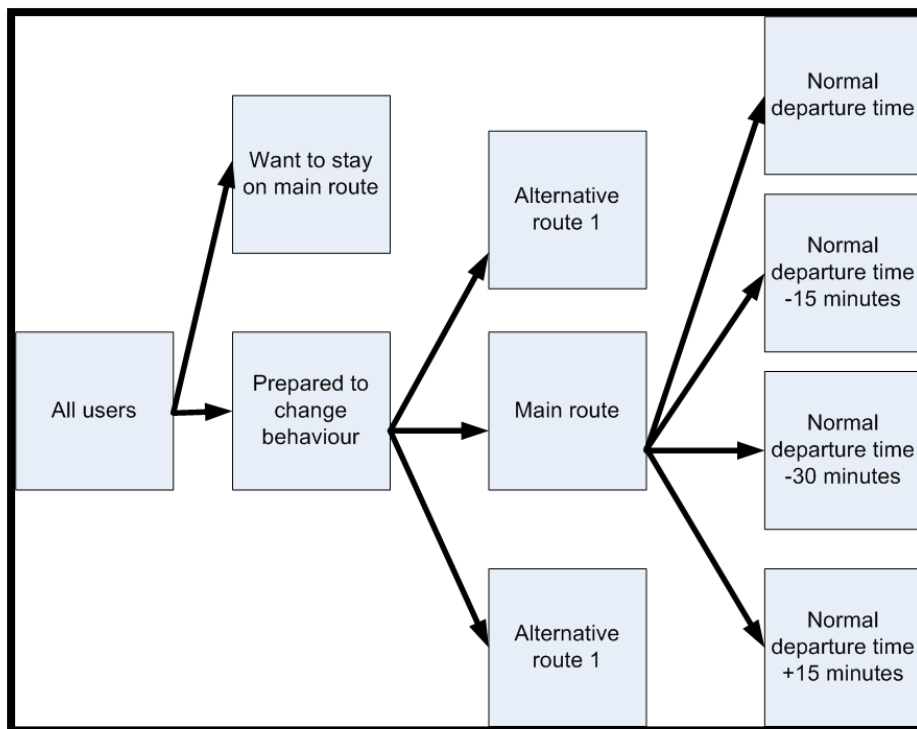 All users
Want to stay
on main route
Prepared to
change
behaviour
Alternative
route 1
Main route
Alternative
route 1
Normal
departure time
Normal
departure time
-15 minutes
Normal
departure time
-30 minutes
Normal
departure time
+15 minutes